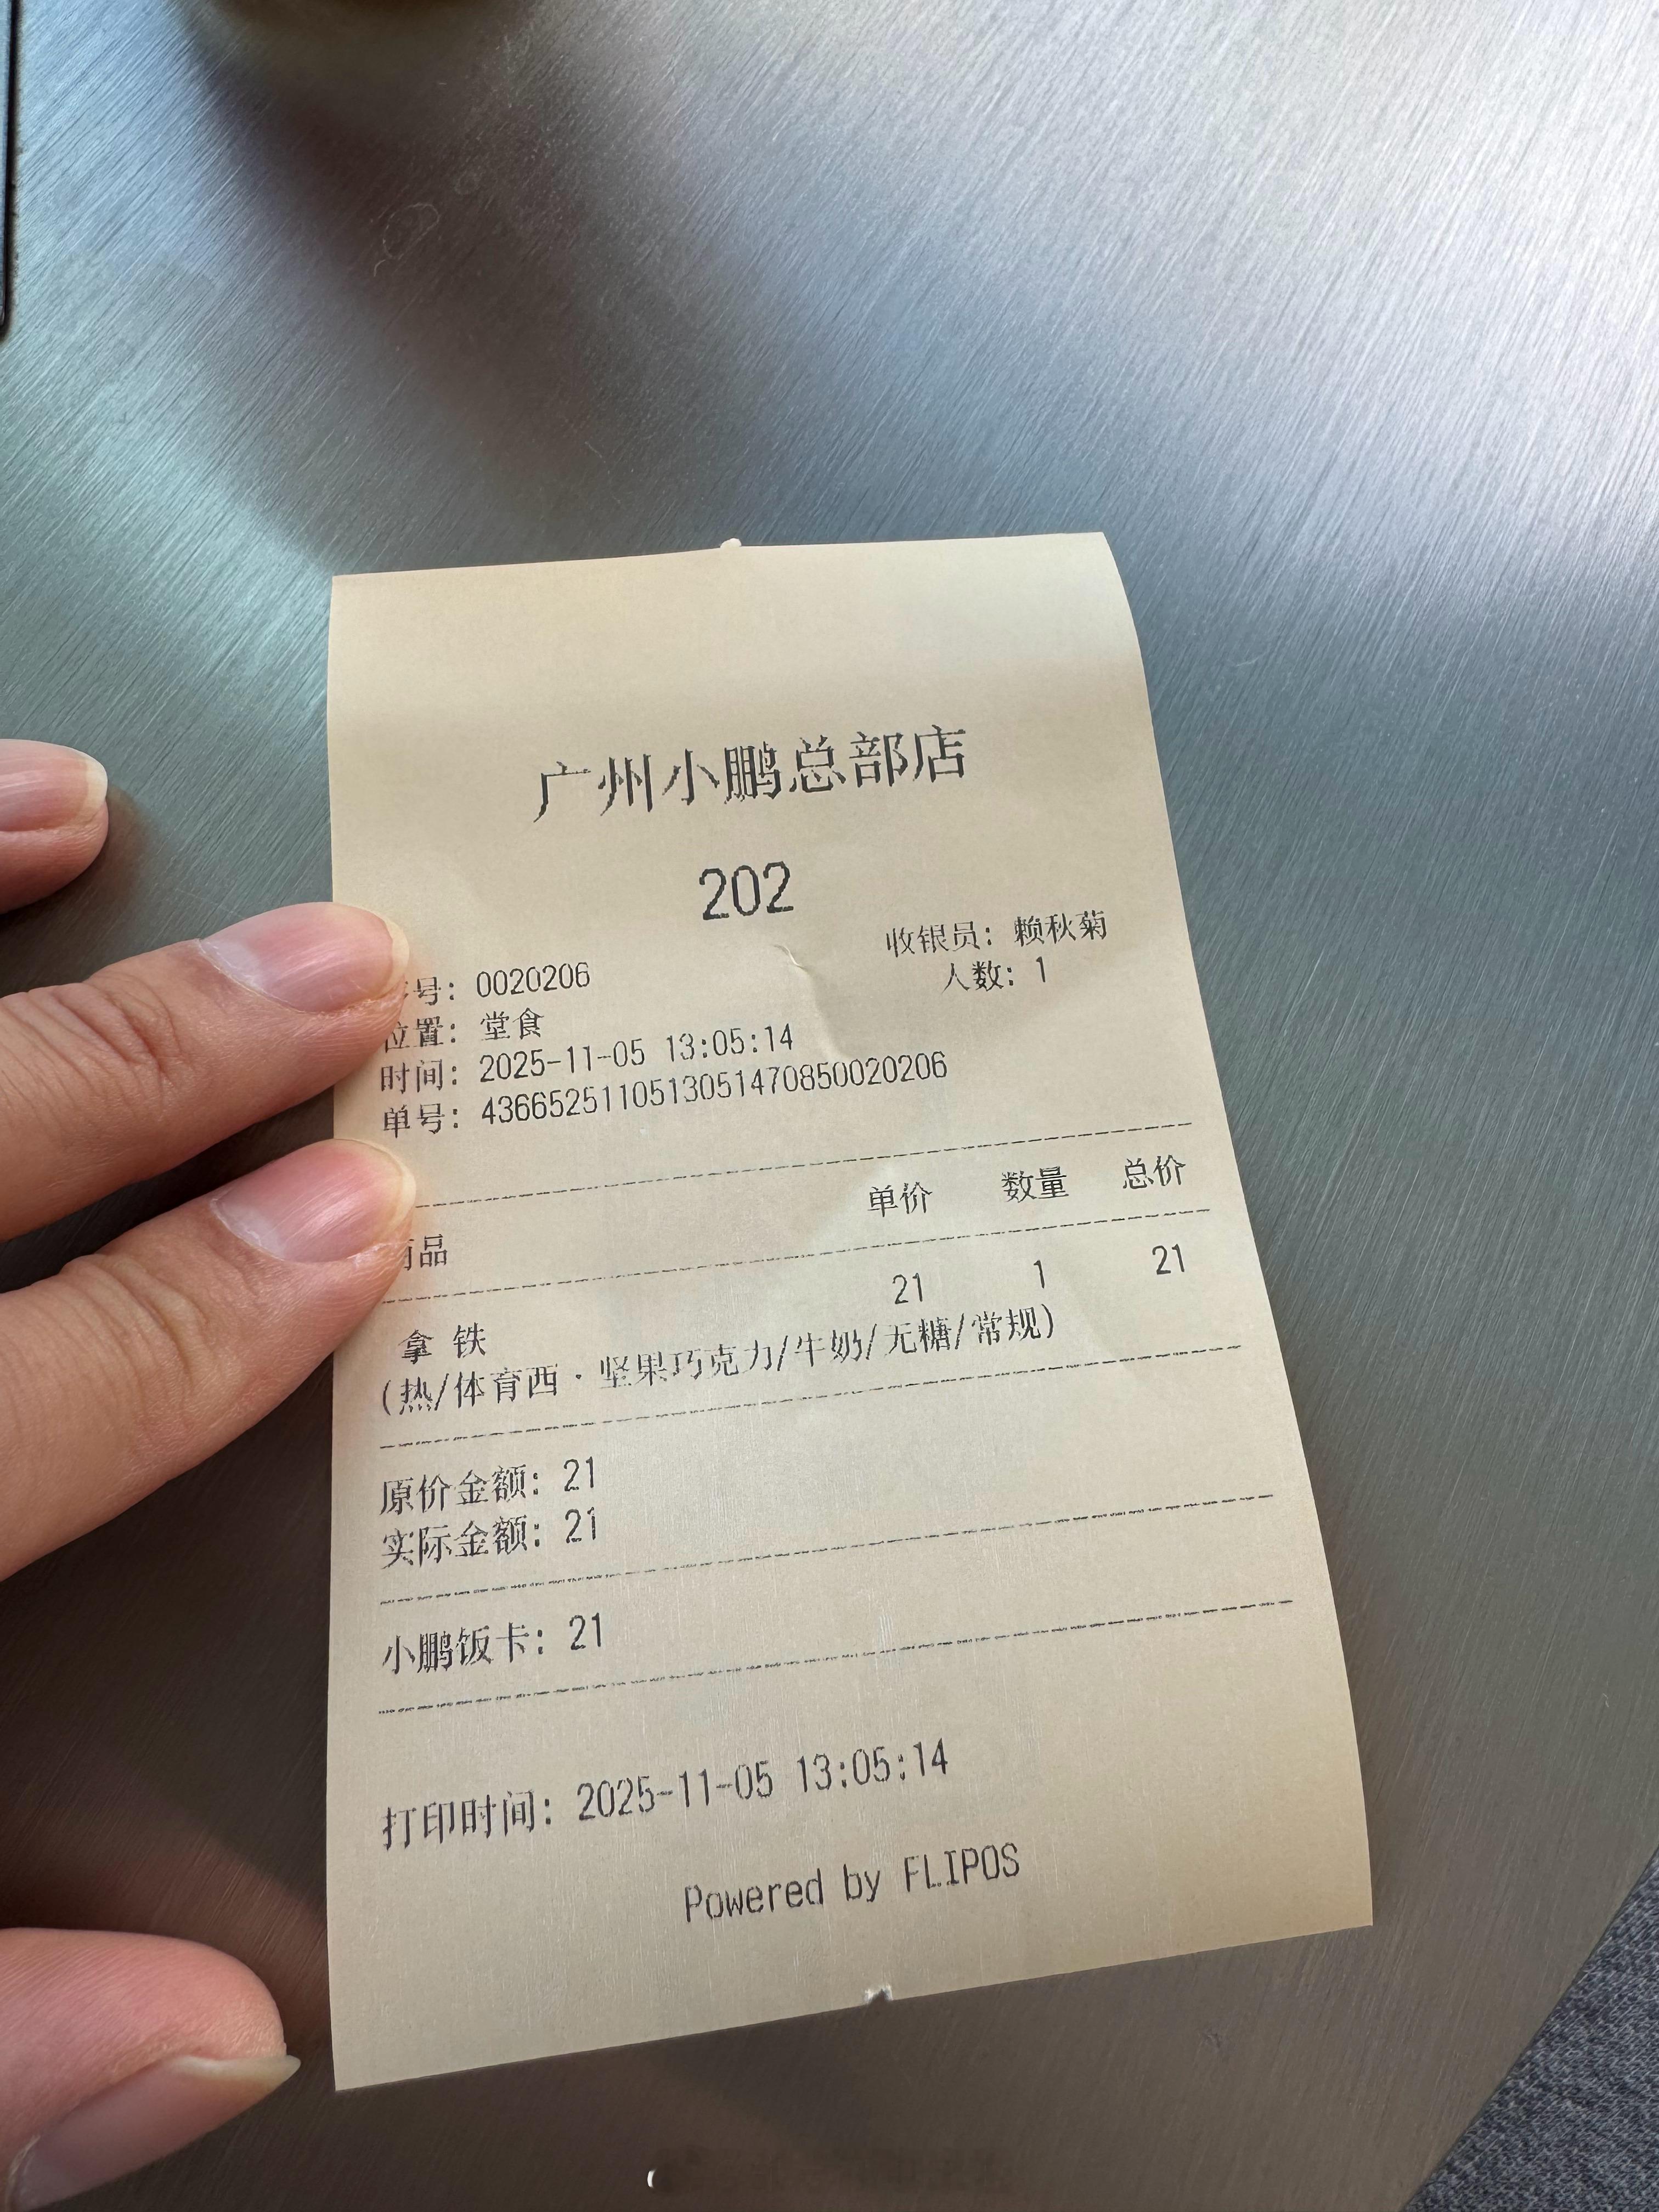 广州小鹏总部店
202
收银员: 赖秋菊
号: 0020206
人数: 1
位置: 堂食
时间: 2025-11-05 13:05:14
单号: 436652511051305147085002​0206
品 单价 数量 总价
21 1 21
拿 铁
(热/体育西·坚果巧克力/牛奶/无糖/常规)
原价金额: 21
实际金额: 21
小鹏饭卡: 21
打印时间: 2025-11-05 13:05:14
Powered by FLIPOS